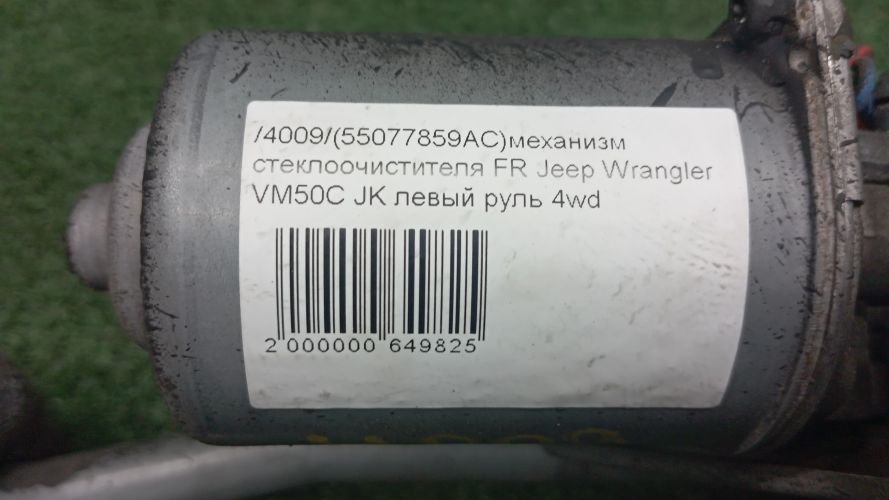 /4009/(55077859AC)механизм
стеклоочистителя FR Jeep Wrangler
VM50C JK левый руль 4wd
2 000000 649825